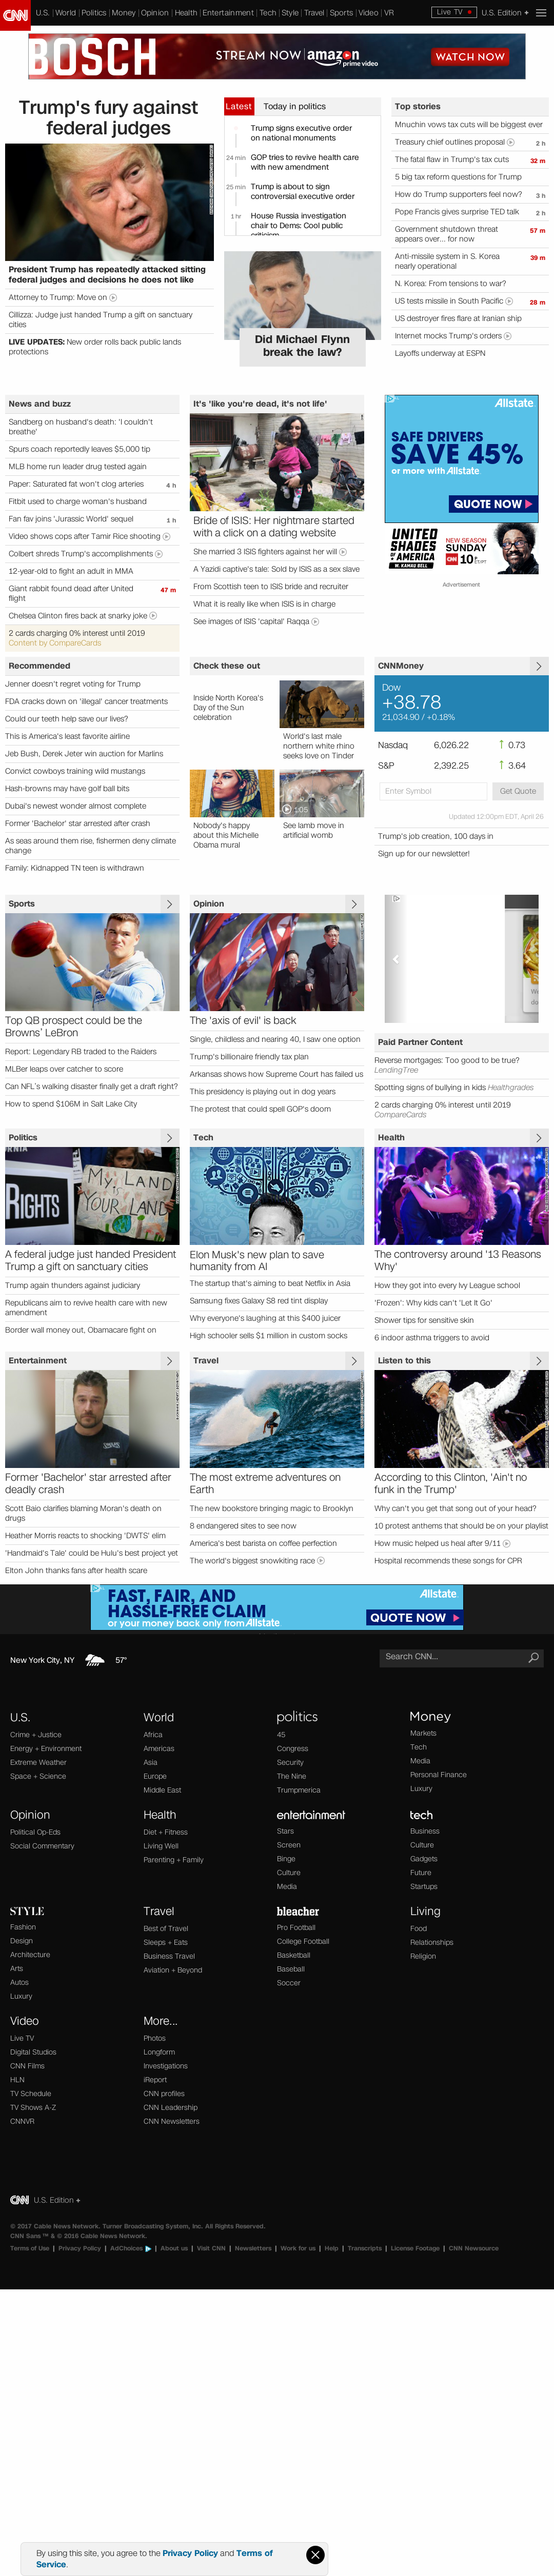 CNN
U.S. World Politics Money Opinion Health Entertainment Tech Style Travel Sports Video VR
Live TV
U.S. Edition +
BOSCH
STREAM NOW amazon prime video
WATCH NOW
Trump's fury against
federal judges
President Trump has repeatedly attacked sitting
federal judges and decisions he does not like
Attorney to Trump: Move on
Cillizza: Judge just handed Trump a gift on sanctuary
cities
LIVE UPDATES: New order rolls back public lands
protections
Latest
Today in politics
Trump signs executive order
on national monuments
24 min
GOP tries to revive health care
with new amendment
25 min
Trump is about to sign
controversial executive order
1 hr
House Russia investigation
chair to Dems: Cool public
criticism
Did Michael Flynn
break the law?
Top stories
Mnuchin vows tax cuts will be biggest ever
Treasury chief outlines proposal
2 h
The fatal flaw in Trump's tax cuts
32 m
5 big tax reform questions for Trump
How do Trump supporters feel now?
3 h
Pope Francis gives surprise TED talk
2 h
Government shutdown threat
appears over... for now
57 m
Anti-missile system in S. Korea
nearly operational
39 m
N. Korea: From tensions to war?
US tests missile in South Pacific
28 m
US destroyer fires flare at Iranian ship
Internet mocks Trump's orders
Layoffs underway at ESPN
News and buzz
Sandberg on husband's death: 'I couldn't
breathe'
Spurs coach reportedly leaves $5,000 tip
MLB home run leader drug tested again
Paper: Saturated fat won't clog arteries
4 h
Fitbit used to charge woman's husband
Fan fav joins 'Jurassic World' sequel
1 h
Video shows cops after Tamir Rice shooting
Colbert shreds Trump's accomplishments
12-year-old to fight an adult in MMA
Giant rabbit found dead after United
flight
47 m
Chelsea Clinton fires back at snarky joke
2 cards charging 0% interest until 2019
Content by CompareCards
It's 'like you're dead, it's not life'
Bride of ISIS: Her nightmare started
with a click on a dating website
She married 3 ISIS fighters against her will
A Yazidi captive's tale: Sold by ISIS as a sex slave
From Scottish teen to ISIS bride and recruiter
What it is really like when ISIS is in charge
See images of ISIS 'capital' Raqqa
Allstate
SAFE DRIVERS
SAVE 45%
or more with Allstate
QUOTE NOW
UNITED
SHADES
OF
AMERICA
W. KAMAU BELL
NEW SEASON
SUNDAY
CNN 10 ET/PT
Advertisement
Recommended
Jenner doesn't regret voting for Trump
FDA cracks down on 'illegal' cancer treatments
Could our teeth help save our lives?
This is America's least favorite airline
Jeb Bush, Derek Jeter win auction for Marlins
Convict cowboys training wild mustangs
Hash-browns may have golf ball bits
Dubai's newest wonder almost complete
Former 'Bachelor' star arrested after crash
As seas around them rise, fishermen deny climate
change
Family: Kidnapped TN teen is withdrawn
Check these out
Inside North Korea's
Day of the Sun
celebration
World's last male
northern white rhino
seeks love on Tinder
Nobody's happy
about this Michelle
Obama mural
1:05
See lamb move in
artificial womb
CNNMoney
Dow
+38.78
21,034.90 / +0.18%
Nasdaq 6,026.22 ↑ 0.73
S&P 2,392.25 ↑ 3.64
Enter Symbol
Get Quote
Updated 12:00pm EDT, April 26
Trump's job creation, 100 days in
Sign up for our newsletter!
Sports
Top QB prospect could be the
Browns' LeBron
Report: Legendary RB traded to the Raiders
MLBer leaps over catcher to score
Can NFL's walking disaster finally get a draft right?
How to spend $106M in Salt Lake City
Opinion
The 'axis of evil' is back
Single, childless and nearing 40, I saw one option
Trump's billionaire friendly tax plan
Arkansas shows how Supreme Court has failed us
This presidency is playing out in dog years
The protest that could spell GOP's doom
Partner Paid Content
Reverse mortgages: Too good to be true?
LendingTree
Spotting signs of bullying in kids Healthgrades
2 cards charging 0% interest until 2019
CompareCards
Politics
RIGHTS
MY LAND
YOUR LAND
A federal judge just handed President
Trump a gift on sanctuary cities
Trump again thunders against judiciary
Republicans aim to revive health care with new
amendment
Border wall money out, Obamacare fight on
Tech
Elon Musk's new plan to save
humanity from AI
The startup that's aiming to beat Netflix in Asia
Samsung fixes Galaxy S8 red tint display
Why everyone's laughing at this $400 juicer
High schooler sells $1 million in custom socks
Health
The controversy around '13 Reasons
Why'
How they got into every Ivy League school
'Frozen': Why kids can't 'Let It Go'
Shower tips for sensitive skin
6 indoor asthma triggers to avoid
Entertainment
Former 'Bachelor' star arrested after
deadly crash
Scott Baio clarifies blaming Moran's death on
drugs
Heather Morris reacts to shocking 'DWTS' elim
'Handmaid's Tale' could be Hulu's best project yet
Elton John thanks fans after health scare
Travel
The most extreme adventures on
Earth
The new bookstore bringing magic to Brooklyn
8 endangered sites to see now
America's best barista on coffee perfection
The world's biggest snowkiting race
Listen to this
According to this Clinton, 'Ain't no
funk in the Trump'
Why can't you get that song out of your head?
10 protest anthems that should be on your playlist
How music helped us heal after 9/11
Hospital recommends these songs for CPR
FAST, FAIR, AND
HASSLE-FREE CLAIM
or your money back only from Allstate
Allstate
QUOTE NOW
New York City, NY
57°
Search CNN...
U.S.
Crime + Justice
Energy + Environment
Extreme Weather
Space + Science
World
Africa
Americas
Asia
Europe
Middle East
politics
45
Congress
Security
The Nine
Trumpmerica
Money
Markets
Tech
Media
Personal Finance
Luxury
Opinion
Political Op-Eds
Social Commentary
Health
Diet + Fitness
Living Well
Parenting + Family
entertainment
Stars
Screen
Binge
Culture
Media
tech
Business
Culture
Gadgets
Future
Startups
STYLE
Fashion
Design
Architecture
Arts
Autos
Luxury
Travel
Best of Travel
Sleeps + Eats
Business Travel
Aviation + Beyond
bleacher
Pro Football
College Football
Basketball
Baseball
Soccer
Living
Food
Relationships
Religion
Video
Live TV
Digital Studios
CNN Films
HLN
TV Schedule
TV Shows A-Z
CNNVR
More...
Photos
Longform
Investigations
iReport
CNN profiles
CNN Leadership
CNN Newsletters
CNN U.S. Edition +
© 2017 Cable News Network. Turner Broadcasting System, Inc. All Rights Reserved.
CNN Sans ™ & © 2016 Cable News Network.
Terms of Use | Privacy Policy | AdChoices | About us | Visit CNN | Newsletters | Work for us | Help | Transcripts | License Footage | CNN Newsource
By using this site, you agree to the Privacy Policy and Terms of
Service.